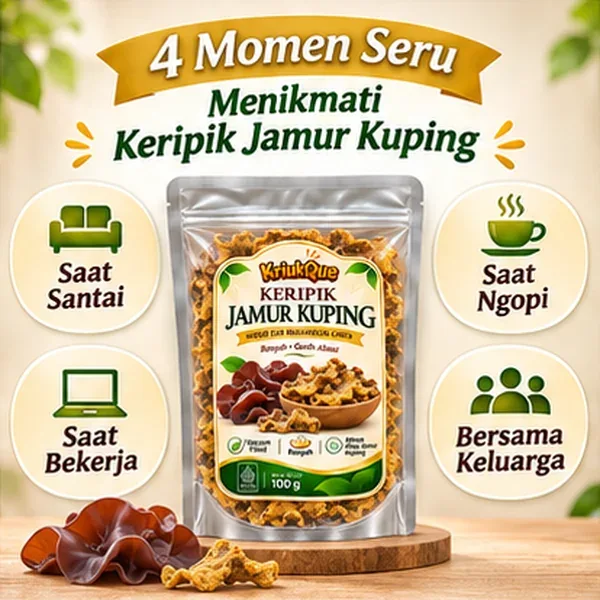 4 Momen Seru
Menikmati
Keripik Jamur Kuping
Saat
Santai
Saat
Ngopi
KriukQue
KERIPIK
JAMUR KUPING
Saat
Bekerja
Bersama
Keluarga
Rempah
100 g